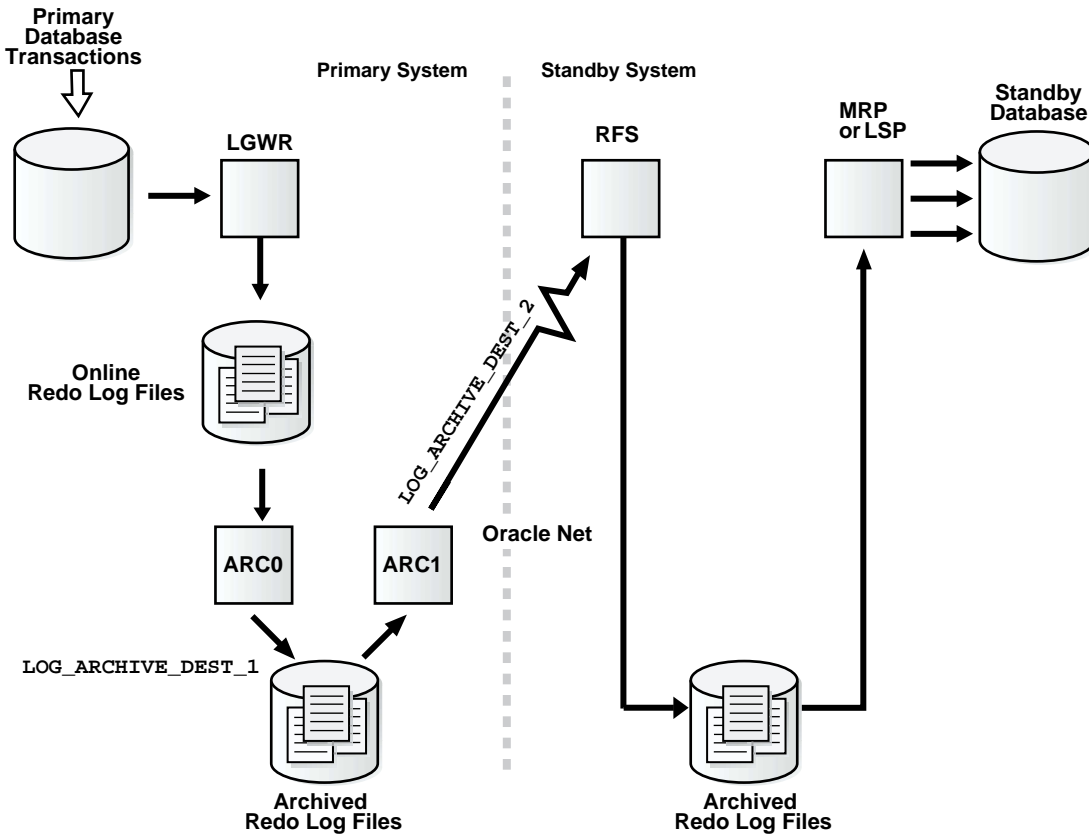 Primary
Database
Transactions
Primary System
Standby System
LGWR
RFS
MRP
or LSP
Standby
Database
Online
Redo Log Files
LOG_ARCHIVE_DEST_2
Oracle Net
ARC0
ARC1
LOG_ARCHIVE_DEST_1
Archived
Redo Log Files
Archived
Redo Log Files